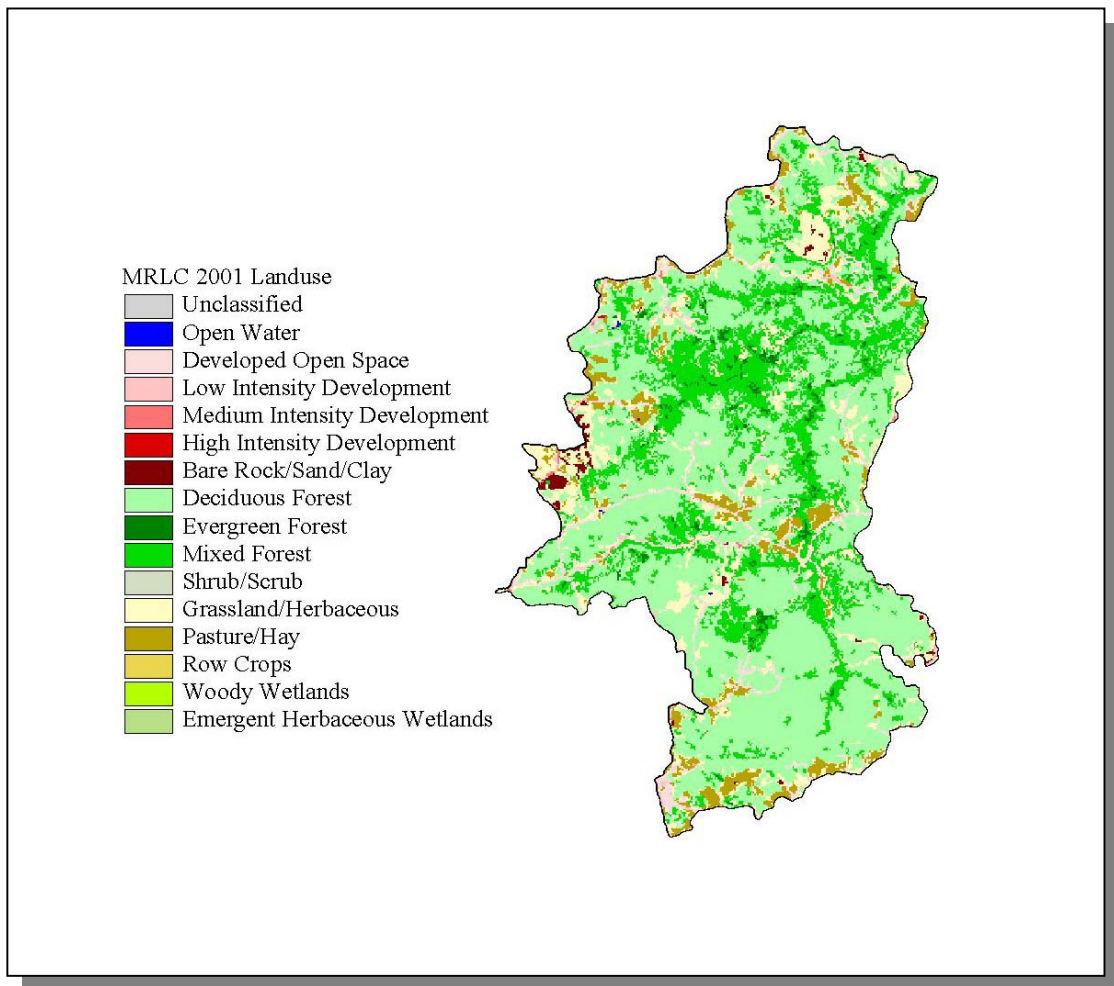 MRLC 2001 Landuse
Unclassified
Open Water
Developed Open Space
Low Intensity Development
Medium Intensity Development
High Intensity Development
Bare Rock/Sand/Clay
Deciduous Forest
Evergreen Forest
Mixed Forest
Shrub/Scrub
Grassland/Herbaceous
Pasture/Hay
Row Crops
Woody Wetlands
Emergent Herbaceous Wetlands